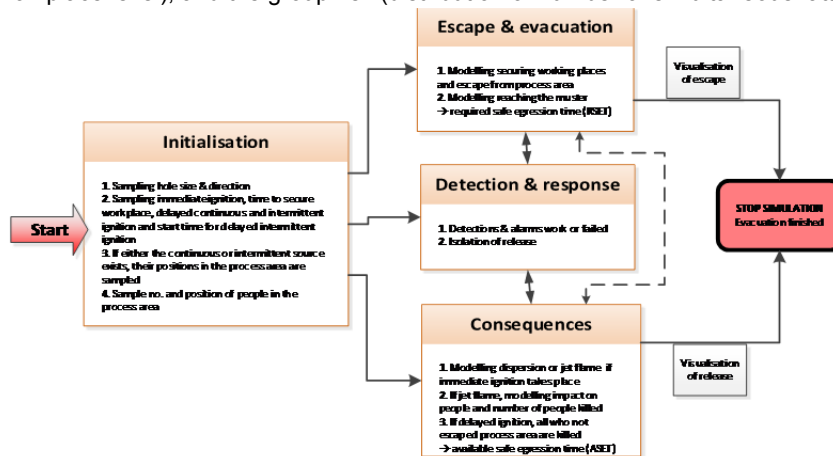 Escape & evacuation
1. Modelling securing working places
and escape from process area
2. Modelling reaching the muster
→ required safe egression time (RSET)
Visualisation
of escape
Initialisation
1. Sampling hole size & direction
2. Sampling immediate ignition, time to secure
workplace, delayed continuous and intermittent
ignition and start time for delayed intermittent
ignition
3. If either the continuous or intermittent source
exists, their positions in the process area are
sampled
4. Sample no. and position of people in the
process area
Start
Detection & response
1. Detections & alarms work or failed
2. Isolation of release
STOP SIMULATION
Evacuation finished
Consequences
1. Modelling dispersion or jet flame if
immediate ignition takes place
2. If jet flame, modelling impact on
people and number of people killed
3. If delayed ignition, all who not
escaped process area are killed
→ available safe egression time (ASET)
Visualisation
of release